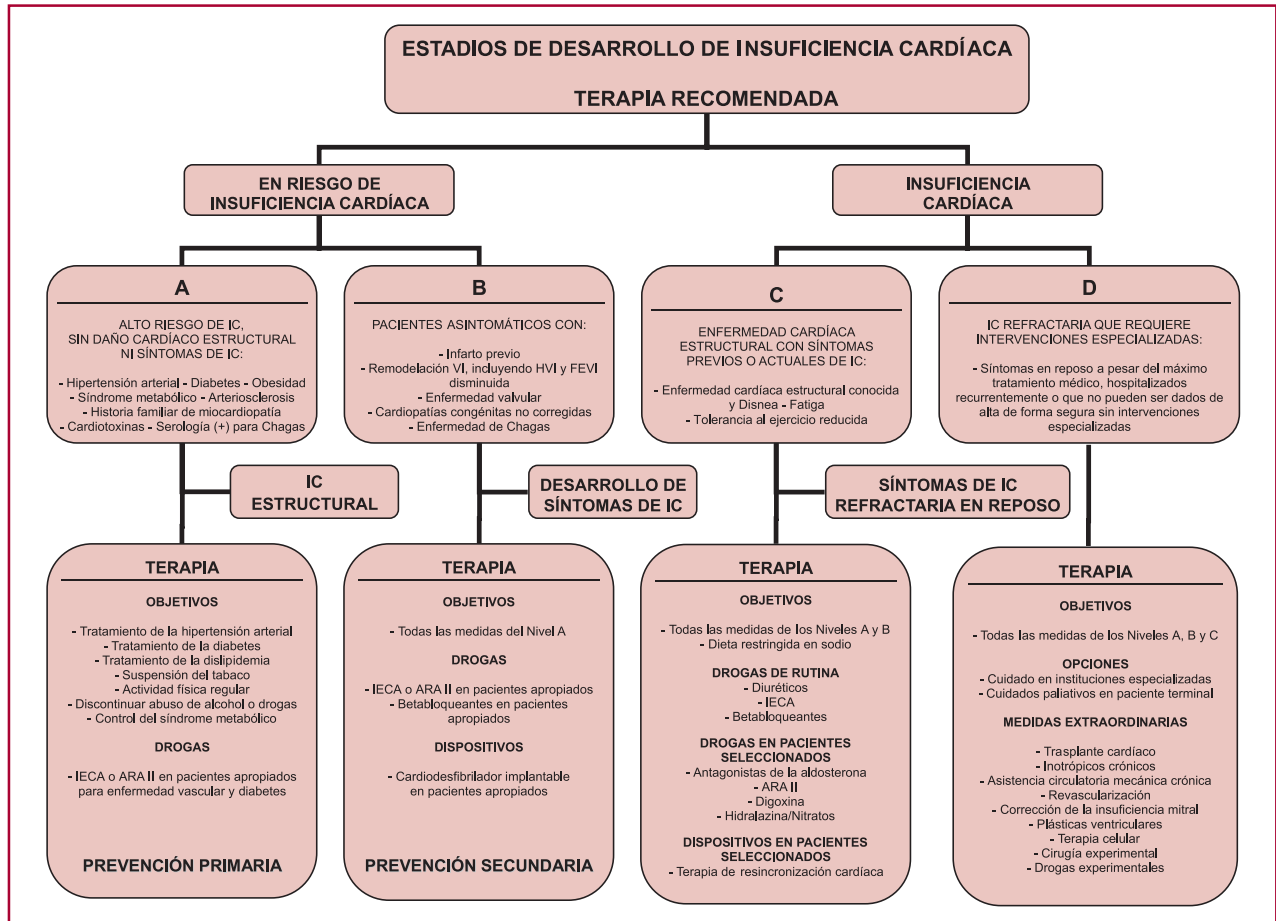 ESTADIOS DE DESARROLLO DE INSUFICIENCIA CARDÍACA
TERAPIA RECOMENDADA
EN RIESGO DE
INSUFICIENCIA CARDÍACA
INSUFICIENCIA
CARDÍACA
A
ALTO RIESGO DE IC,
SIN DAÑO CARDÍACO ESTRUCTURAL
NI SÍNTOMAS DE IC:
- Hipertensión arterial - Diabetes - Obesidad
- Síndrome metabólico - Arteriosclerosis
- Historia familiar de miocardiopatía
- Cardiotoxinas - Serología (+) para Chagas
B
PACIENTES ASINTOMÁTICOS CON:
- Infarto previo
- Remodelación VI, incluyendo HVI y FEVI
disminuida
- Enfermedad valvular
- Cardiopatías congénitas no corregidas
- Enfermedad de Chagas
C
ENFERMEDAD CARDÍACA
ESTRUCTURAL CON SÍNTOMAS
PREVIOS O ACTUALES DE IC:
- Enfermedad cardíaca estructural conocida
y Disnea - Fatiga
- Tolerancia al ejercicio reducida
D
IC REFRACTARIA QUE REQUIERE
INTERVENCIONES ESPECIALIZADAS:
- Síntomas en reposo a pesar del máximo
tratamiento médico, hospitalizados
recurrentemente o que no pueden ser dados de
alta de forma segura sin intervenciones
especializadas
IC
ESTRUCTURAL
DESARROLLO DE
SÍNTOMAS DE IC
SÍNTOMAS DE IC
REFRACTARIA EN REPOSO
TERAPIA
OBJETIVOS
- Tratamiento de la hipertensión arterial
- Tratamiento de la diabetes
- Tratamiento de la dislipidemia
- Suspensión del tabaco
- Actividad física regular
- Discontinuar abuso de alcohol o drogas
- Control del síndrome metabólico
DROGAS
- IECA o ARA II en pacientes apropiados
para enfermedad vascular y diabetes
PREVENCIÓN PRIMARIA
TERAPIA
OBJETIVOS
- Todas las medidas del Nivel A
DROGAS
- IECA o ARA II en pacientes apropiados
- Betabloqueantes en pacientes
apropiados
DISPOSITIVOS
- Cardiodesfibrilador implantable
en pacientes apropiados
PREVENCIÓN SECUNDARIA
TERAPIA
OBJETIVOS
- Todas las medidas de los Niveles A y B
- Dieta restringida en sodio
DROGAS DE RUTINA
- Diuréticos
- IECA
- Betabloqueantes
DROGAS EN PACIENTES
SELECCIONADOS
- Antagonistas de la aldosterona
- ARA II
- Digoxina
- Hidralazina/Nitratos
DISPOSITIVOS EN PACIENTES
SELECCIONADOS
- Terapia de resincronización cardíaca
TERAPIA
OBJETIVOS
- Todas las medidas de los Niveles A, B y C
OPCIONES
- Cuidado en instituciones especializadas
- Cuidados paliativos en paciente terminal
MEDIDAS EXTRAORDINARIAS
- Trasplante cardíaco
- Inotrópicos crónicos
- Asistencia circulatoria mecánica crónica
- Revascularización
- Corrección de la insuficiencia mitral
- Plásticas ventriculares
- Terapia celular
- Cirugía experimental
- Drogas experimentales